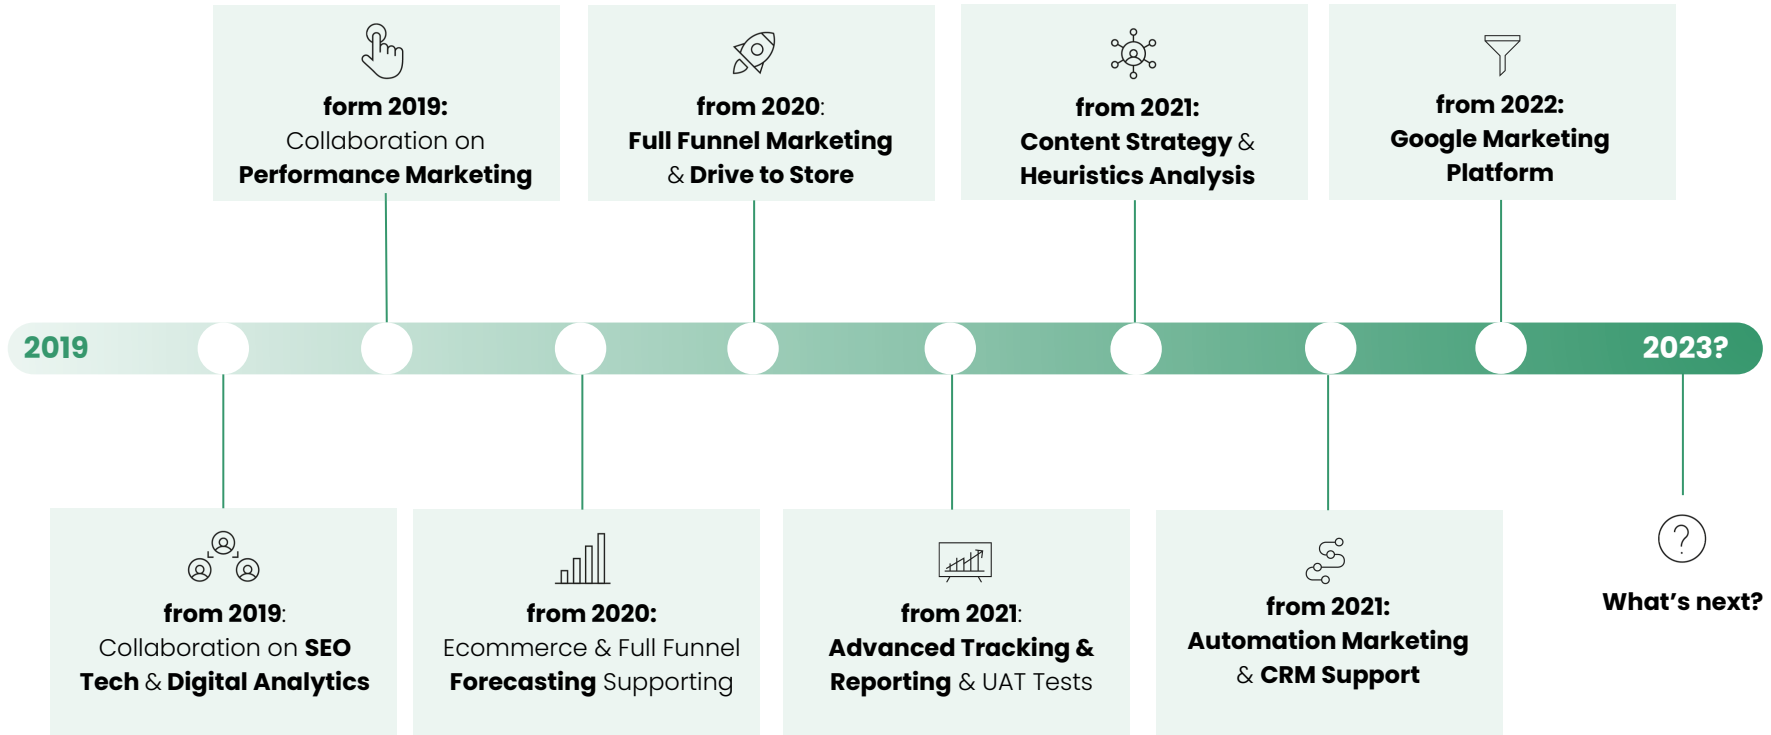 form 2019:
Collaboration on
Performance Marketing
from 2020:
Full Funnel Marketing
& Drive to Store
from 2021:
Content Strategy &
Heuristics Analysis
from 2022:
Google Marketing
Platform
2019
2023?
from 2019:
Collaboration on SEO
Tech & Digital Analytics
from 2020:
Ecommerce & Full Funnel
Forecasting Supporting
from 2021:
Advanced Tracking &
Reporting & UAT Tests
from 2021:
Automation Marketing
& CRM Support
?
What's next?